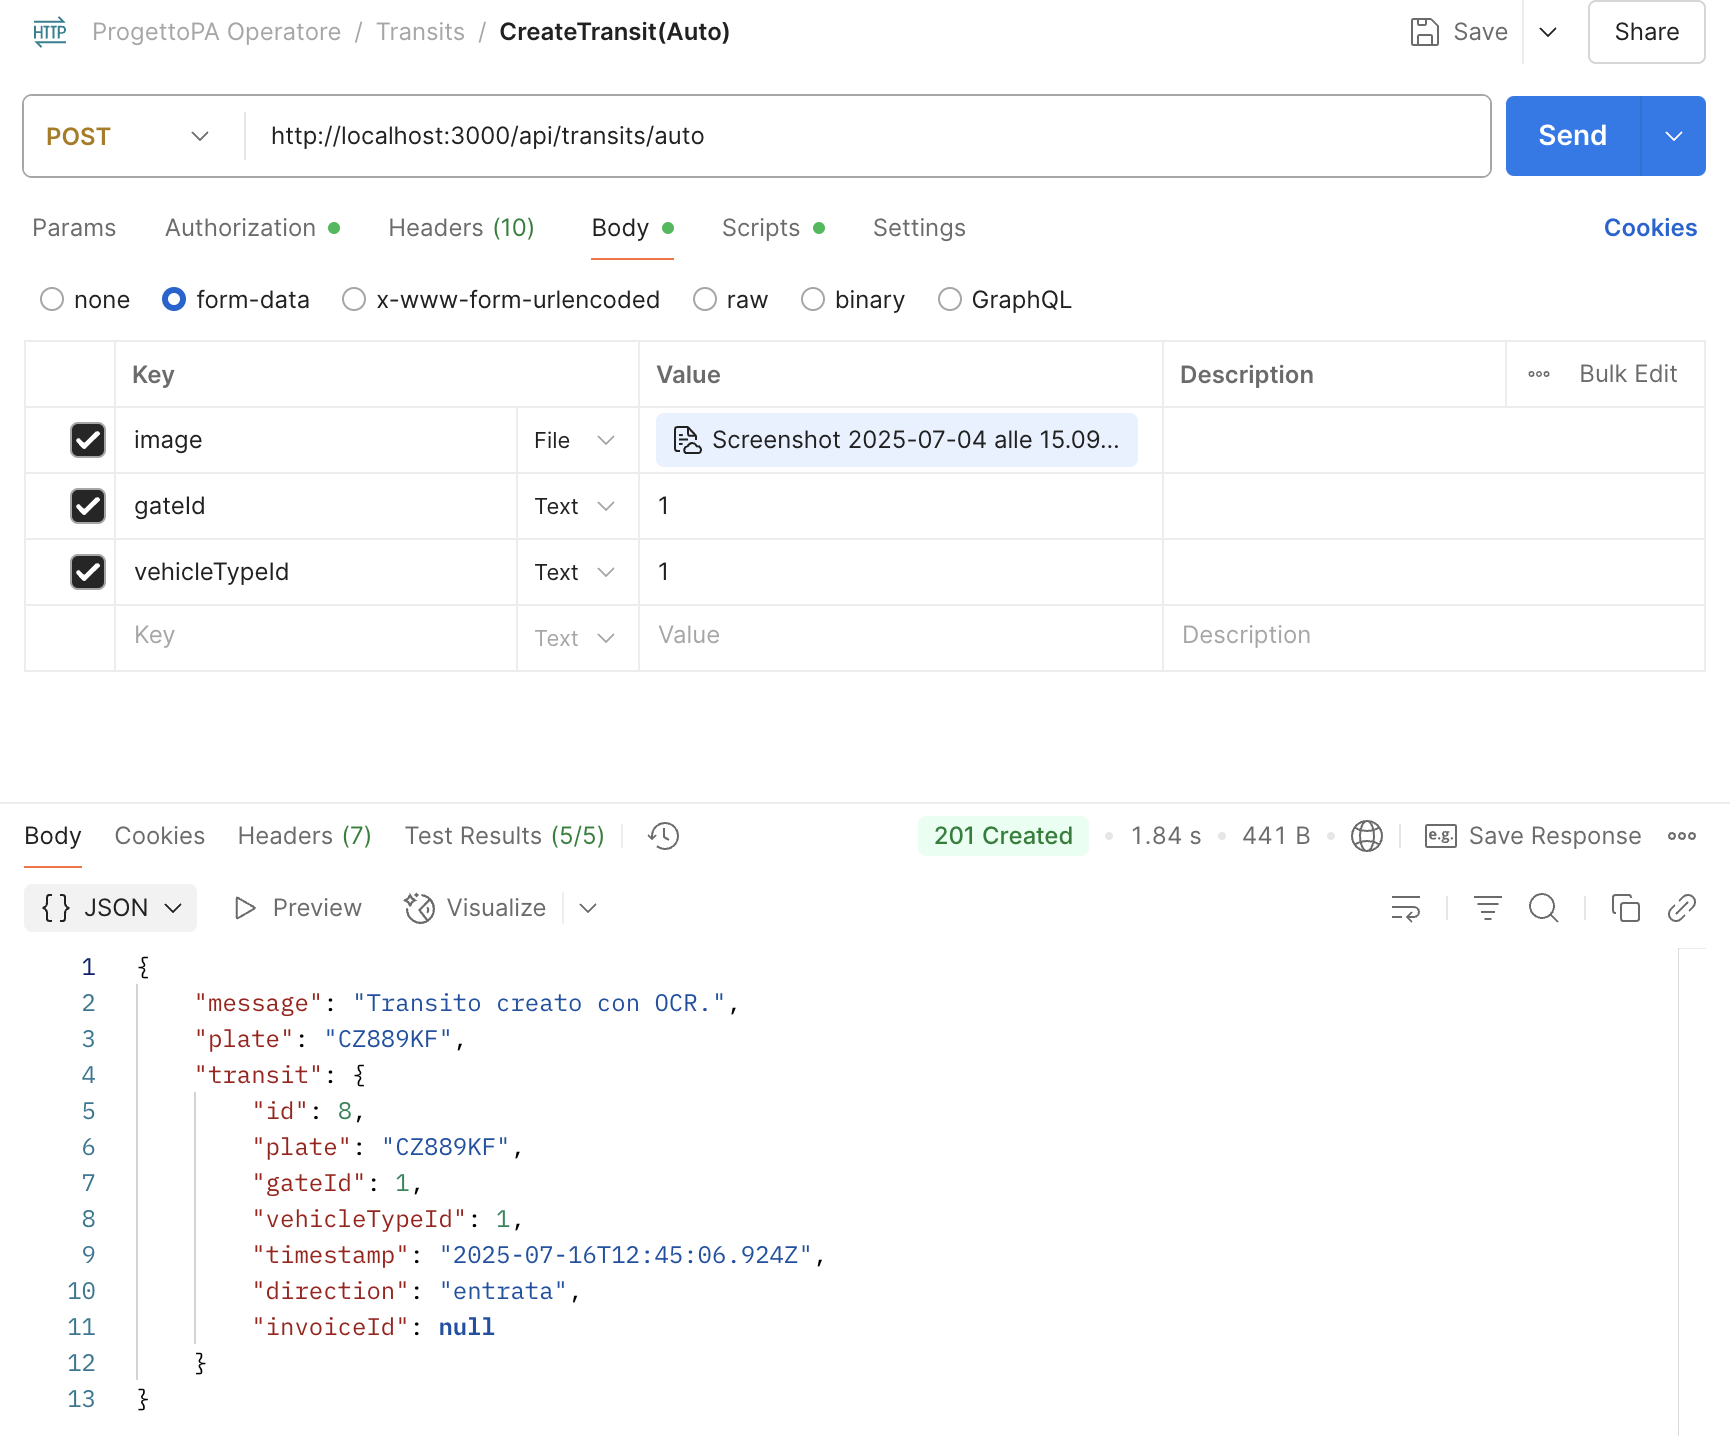 HTTP ProgettoPA Operatore / Transits / CreateTransit(Auto) Save Share
POST http://localhost:3000/api/transits/auto Send
Params Authorization Headers (10) Body Scripts Settings Cookies
none form-data x-www-form-urlencoded raw binary GraphQL
Key Value Description Bulk Edit
image File Screenshot 2025-07-04 alle 15.09...
gateId Text 1
vehicleTypeId Text 1
Key Text Value Description
Body Cookies Headers (7) Test Results (5/5) 201 Created 1.84 s 441 B e.g. Save Response
{} JSON Preview Visualize
1 {
2 "message": "Transito creato con OCR.",
3 "plate": "CZ889KF",
4 "transit": {
5 "id": 8,
6 "plate": "CZ889KF",
7 "gateId": 1,
8 "vehicleTypeId": 1,
9 "timestamp": "2025-07-16T12:45:06.924Z",
10 "direction": "entrata",
11 "invoiceId": null
12 }
13 }